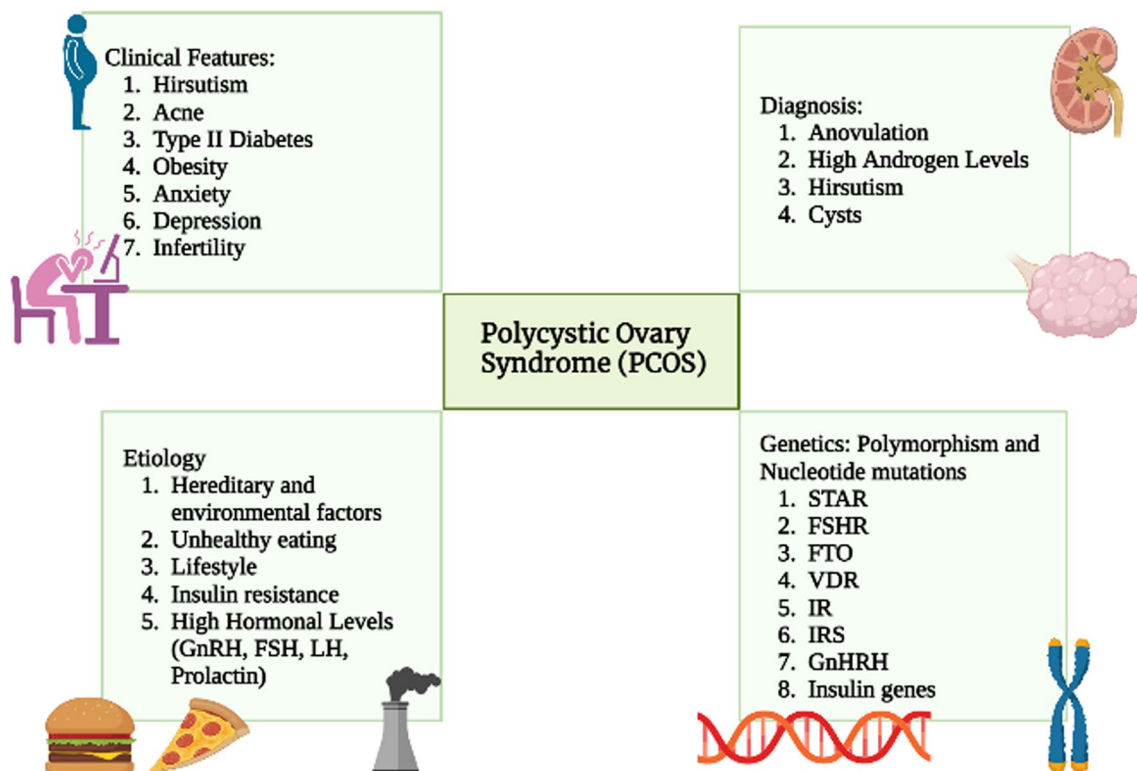 Clinical Features:
1. Hirsutism
2. Acne
3. Type II Diabetes
4. Obesity
5. Anxiety
6. Depression
7. Infertility
Diagnosis:
1. Anovulation
2. High Androgen Levels
3. Hirsutism
4. Cysts
Polycystic Ovary
Syndrome (PCOS)
Etiology
1. Hereditary and
environmental factors
2. Unhealthy eating
3. Lifestyle
4. Insulin resistance
5. High Hormonal Levels
(GnRH, FSH, LH,
Prolactin)
Genetics: Polymorphism and
Nucleotide mutations
1. STAR
2. FSHR
3. FTO
4. VDR
5. IR
6. IRS
7. GnHRH
8. Insulin genes